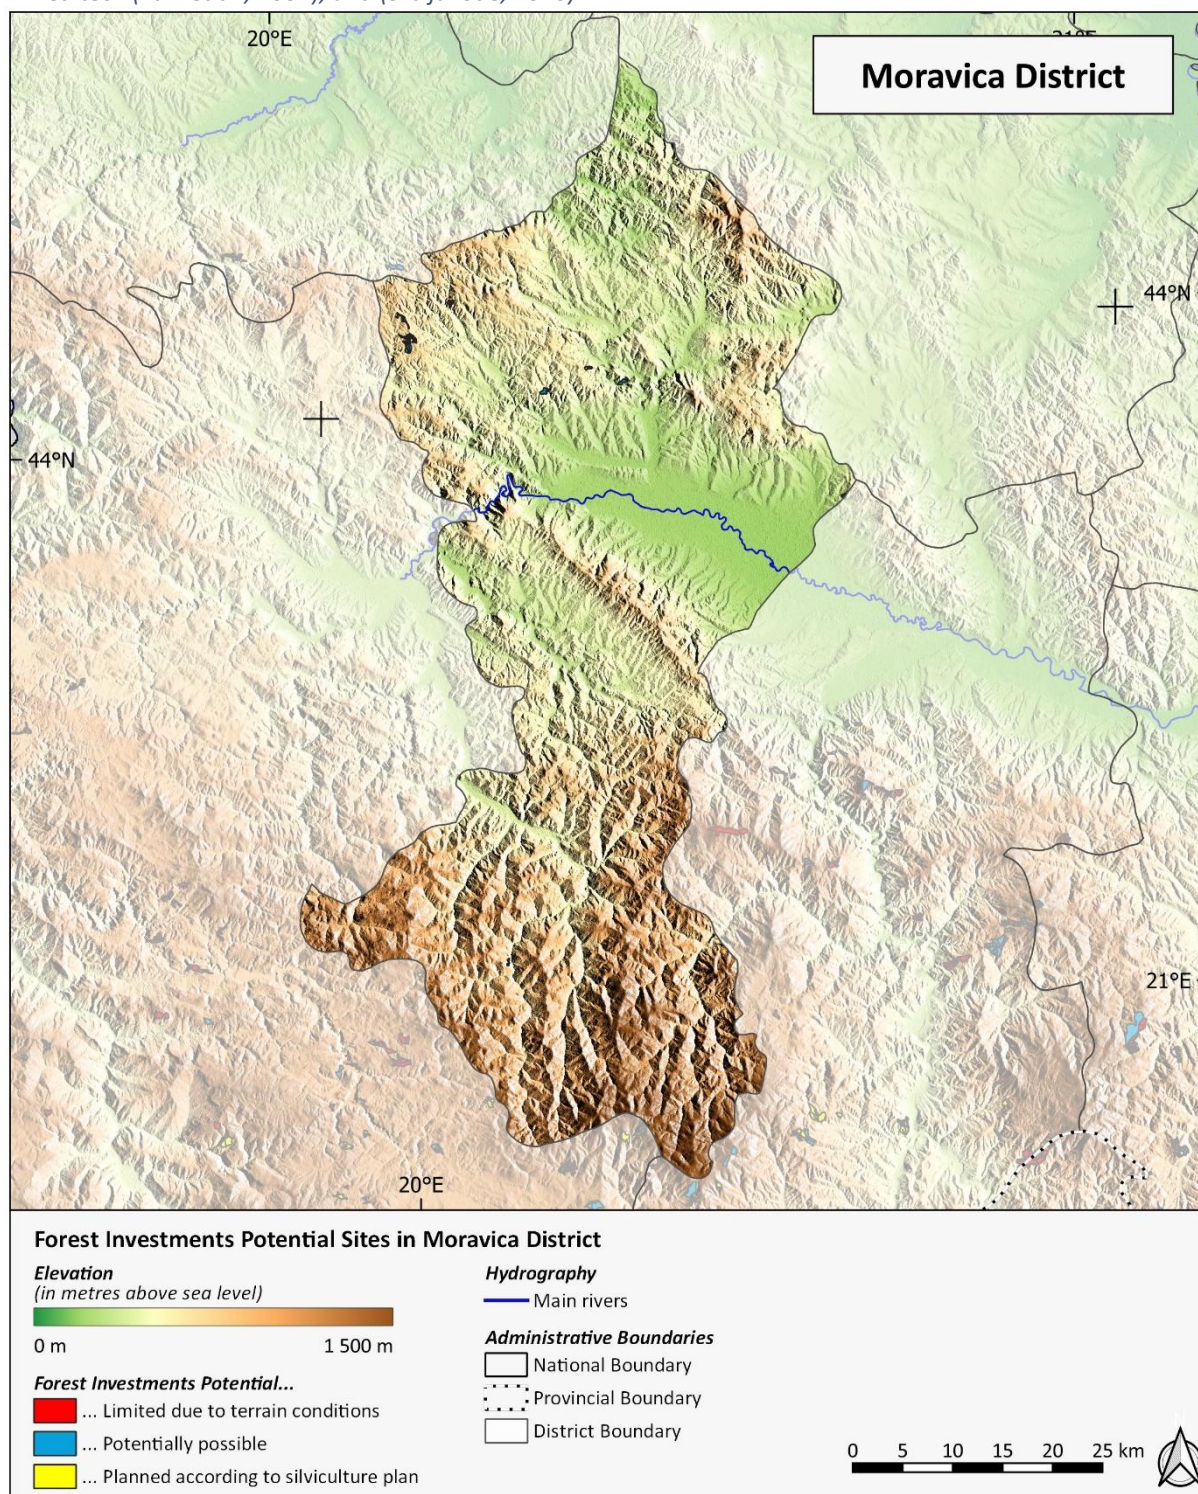 20°E
21°E
Moravica District
44°N
44°N
21°E
20°E
Forest Investments Potential Sites in Moravica District
Elevation
(in metres above sea level)
0 m 1 500 m
Forest Investments Potential...
... Limited due to terrain conditions
... Potentially possible
... Planned according to silviculture plan
Hydrography
Main rivers
Administrative Boundaries
National Boundary
Provincial Boundary
District Boundary
0 5 10 15 20 25 km